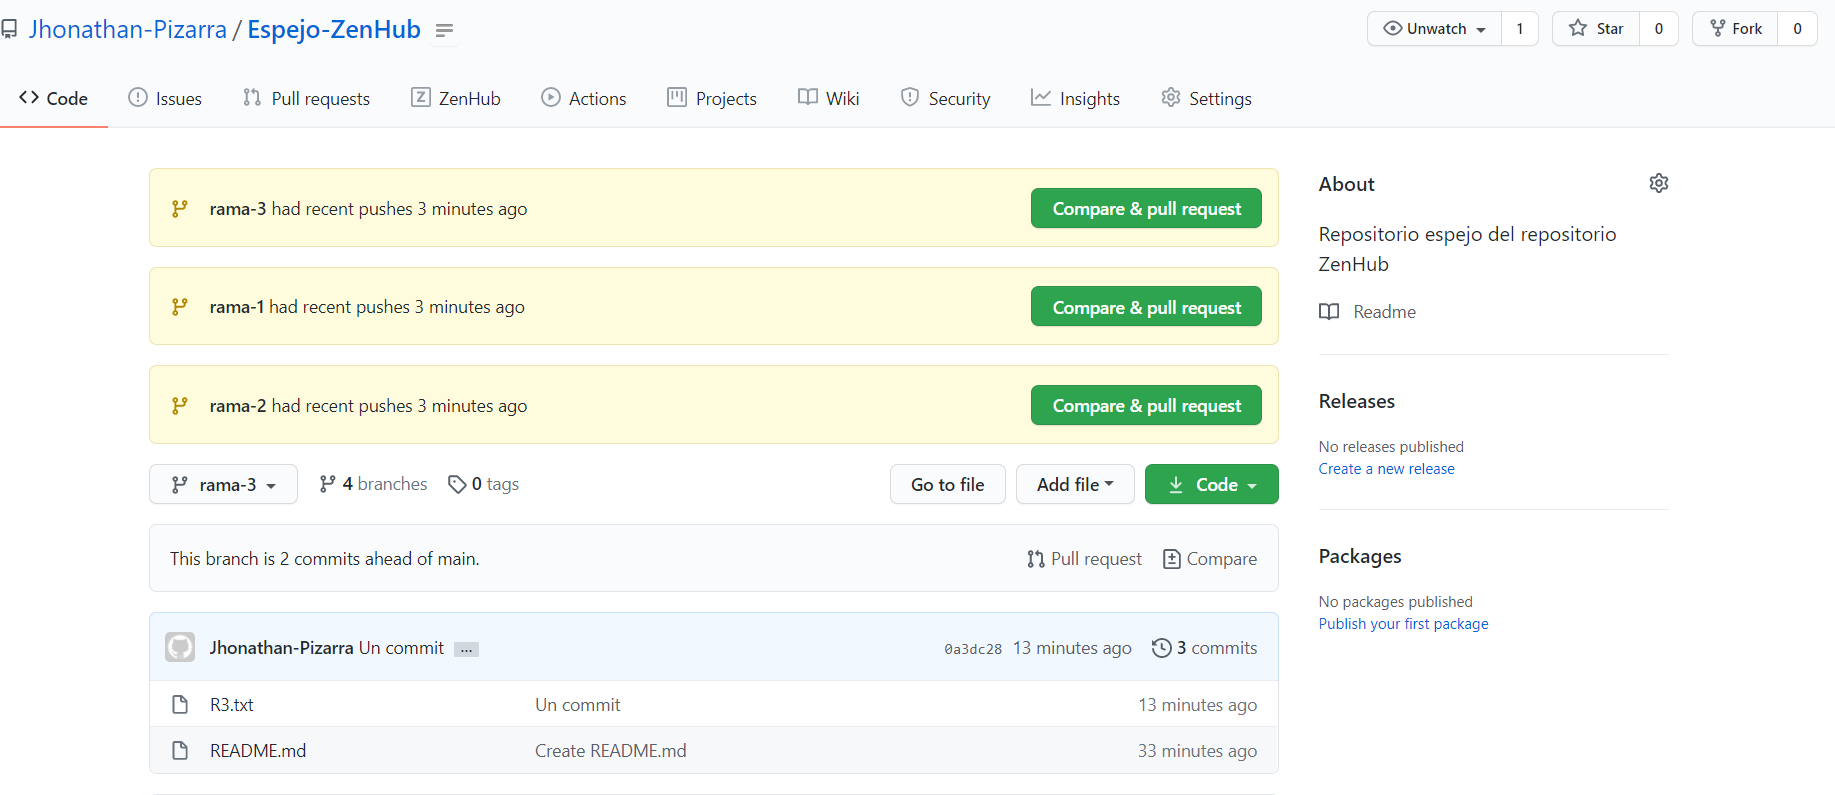 Jhonathan-Pizarra / Espejo-ZenHub
Unwatch 1 Star 0 Fork 0
Code Issues Pull requests ZenHub Actions Projects Wiki Security Insights Settings
rama-3 had recent pushes 3 minutes ago Compare & pull request
rama-1 had recent pushes 3 minutes ago Compare & pull request
rama-2 had recent pushes 3 minutes ago Compare & pull request
rama-3 4 branches 0 tags Go to file Add file Code
This branch is 2 commits ahead of main. Pull request Compare
Jhonathan-Pizarra Un commit ... 0a3dc28 13 minutes ago 3 commits
R3.txt Un commit 13 minutes ago
README.md Create README.md 33 minutes ago
About
Repositorio espejo del repositorio
ZenHub
Readme
Releases
No releases published
Create a new release
Packages
No packages published
Publish your first package